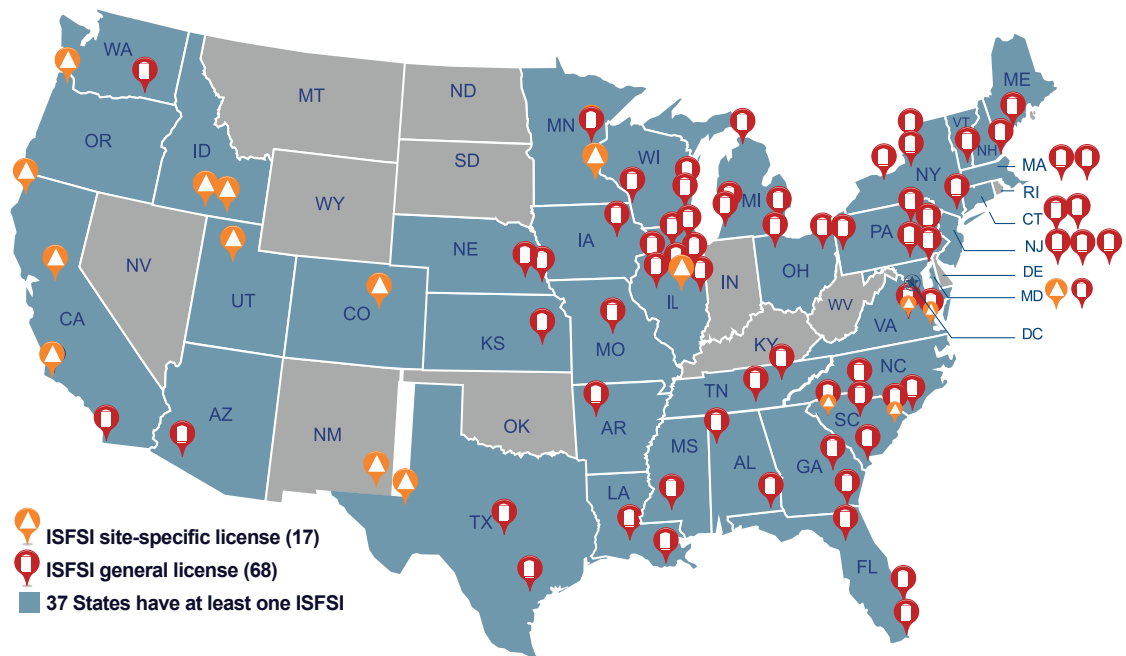 WA
MT
ND
ME
MN
VT
OR
ID
SD
WI
NH
MA
NY
WY
MI
RI
CT
IA
PA
NE
NJ
NV
OH
IN
DE
UT
IL
MD
CO
WV
CA
VA
DC
KS
MO
KY
NC
TN
AZ
OK
SC
NM
AR
MS
AL
GA
LA
TX
FL
ISFSI site-specific license (17)
ISFSI general license (68)
37 States have at least one ISFSI